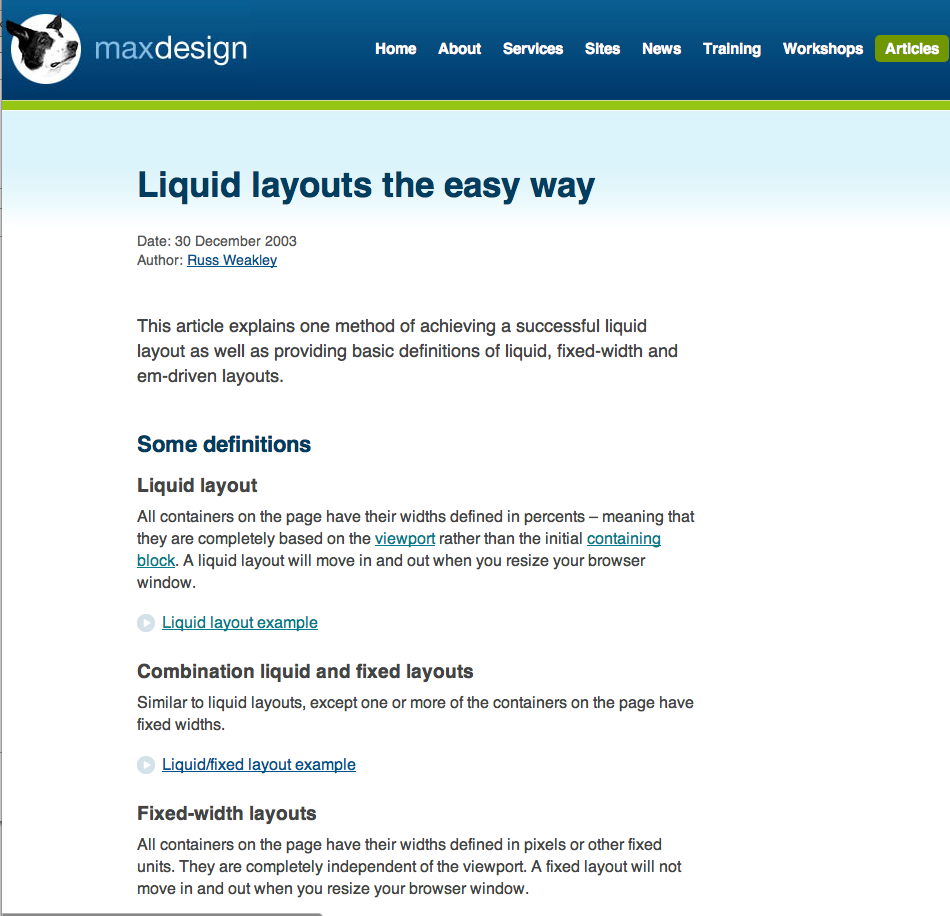 maxdesign
Home About Services Sites News Training Workshops Articles
Liquid layouts the easy way
Date: 30 December 2003
Author: Russ Weakley
This article explains one method of achieving a successful liquid
layout as well as providing basic definitions of liquid, fixed-width and
em-driven layouts.
Some definitions
Liquid layout
All containers on the page have their widths defined in percents – meaning that
they are completely based on the viewport rather than the initial containing
block. A liquid layout will move in and out when you resize your browser
window.
Liquid layout example
Combination liquid and fixed layouts
Similar to liquid layouts, except one or more of the containers on the page have
fixed widths.
Liquid/fixed layout example
Fixed-width layouts
All containers on the page have their widths defined in pixels or other fixed
units. They are completely independent of the viewport. A fixed layout will not
move in and out when you resize your browser window.